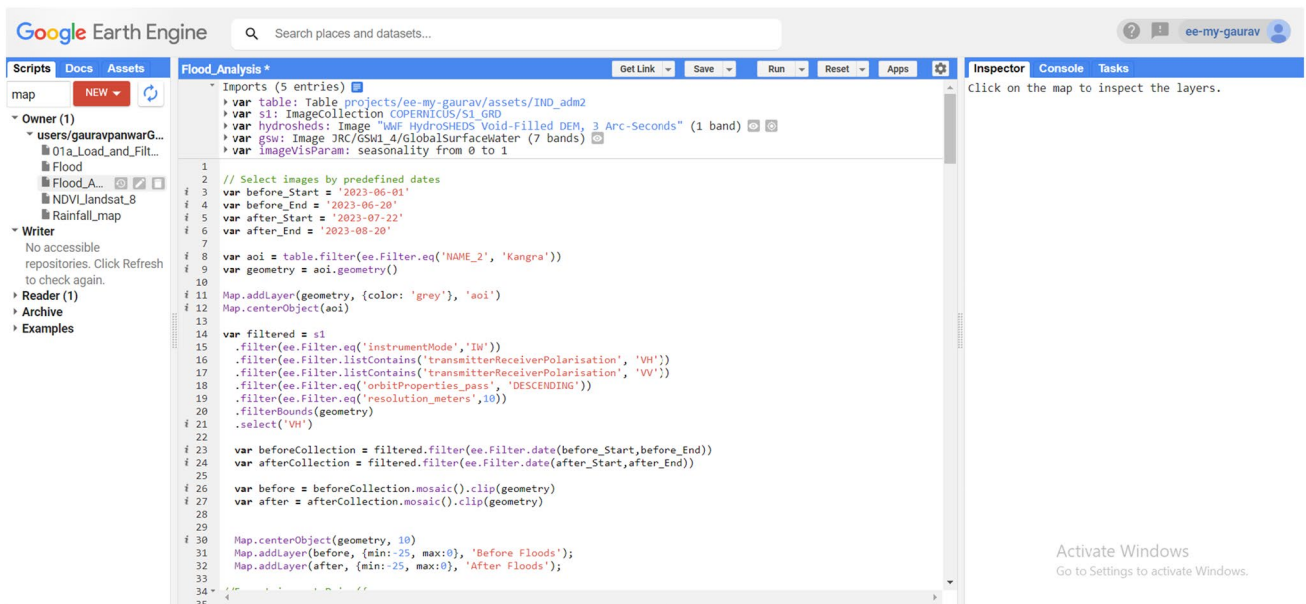 Google Earth Engine
Search places and datasets...
ee-my-gaurav
Scripts Docs Assets
map
NEW
Owner (1)
users/gauravpanwarG...
01a_Load_and_Filt...
Flood
Flood_A...
NDVI_landsat_8
Rainfall_map
Writer
No accessible
repositories. Click Refresh
to check again.
Reader (1)
Archive
Examples
Flood_Analysis *
Get Link Save Run Reset Apps
Imports (5 entries)
var table: Table projects/ee-my-gaurav/assets/IND_adm2
var s1: ImageCollection COPERNICUS/S1_GRD
var hydrosheds: Image "WWF HydroSHEDS Void-Filled DEM, 3 Arc-Seconds" (1 band)
var gsw: Image JRC/GSW1_4/GlobalSurfaceWater (7 bands)
var imageVisParam: seasonality from 0 to 1
1
2 // Select images by predefined dates
i 3 var before_Start = '2023-06-01'
i 4 var before_End = '2023-06-20'
i 5 var after_Start = '2023-07-22'
i 6 var after_End = '2023-08-20'
7
i 8 var aoi = table.filter(ee.Filter.eq('NAME_2', 'Kangra'))
i 9 var geometry = aoi.geometry()
10
i 11 Map.addLayer(geometry, {color: 'grey'}, 'aoi')
i 12 Map.centerObject(aoi)
13
14 var filtered = s1
15 .filter(ee.Filter.eq('instrumentMode','IW'))
16 .filter(ee.Filter.listContains('transmitterReceiverPolarisation', 'VH'))
17 .filter(ee.Filter.listContains('transmitterReceiverPolarisation', 'VV'))
18 .filter(ee.Filter.eq('orbitProperties_pass', 'DESCENDING'))
19 .filter(ee.Filter.eq('resolution_meters',10))
20 .filterBounds(geometry)
i 21 .select('VH')
22
i 23 var beforeCollection = filtered.filter(ee.Filter.date(before_Start,before_End))
i 24 var afterCollection = filtered.filter(ee.Filter.date(after_Start,after_End))
25
i 26 var before = beforeCollection.mosaic().clip(geometry)
i 27 var after = afterCollection.mosaic().clip(geometry)
28
29
i 30 Map.centerObject(geometry, 10)
31 Map.addLayer(before, {min:-25, max:0}, 'Before Floods');
32 Map.addLayer(after, {min:-25, max:0}, 'After Floods');
33
34
35
Inspector Console Tasks
Click on the map to inspect the layers.
Activate Windows
Go to Settings to activate Windows.